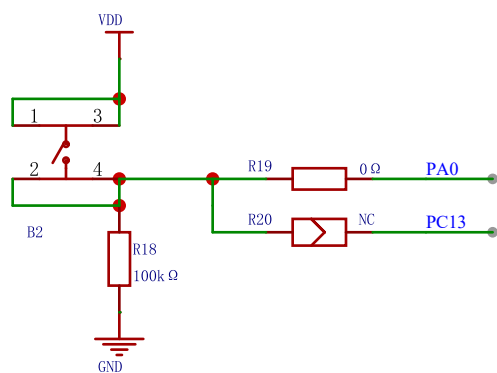 VDD
1 3
2 4
R19 0Ω PA0
R20 NC PC13
B2
R18
100kΩ
GND